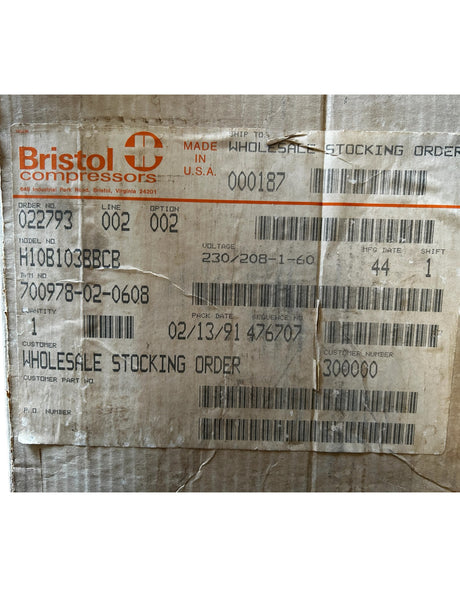 Bristol
compressors
649 Industrial Park Road, Bristol, Virginia 24201
MADE
IN
U.S.A.
SHIP TO
WHOLESALE STOCKING ORDER
000187
ORDER NO. LINE OPTION
022793 002 002
MODEL NO VOLTAGE MFG DATE SHIFT
H10B103BBCB 230/208-1-60 44 1
B/M NO
700978-02-0608
QUANTITY PACK DATE SEQUENCE NO
1 02/13/91 476707
CUSTOMER CUSTOMER NUMBER
WHOLESALE STOCKING ORDER 300000
CUSTOMER PART NO.
P.O. NUMBER